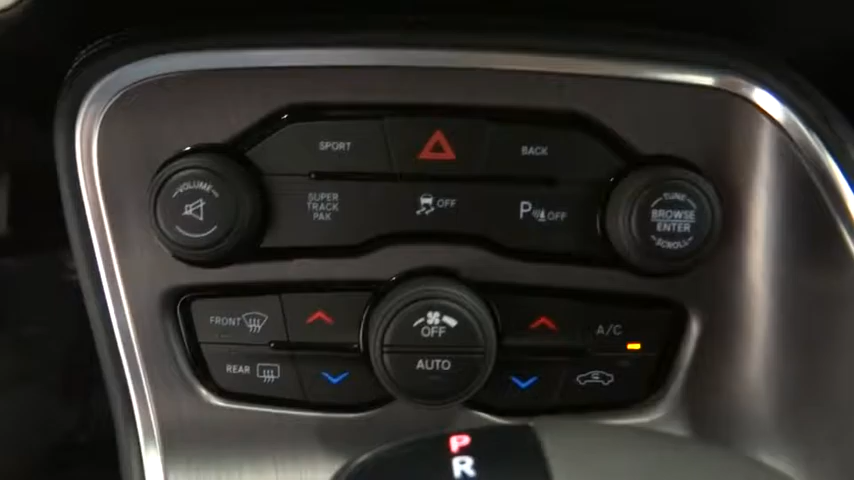 SPORT
BACK
VOLUME
SUPER
TRACK
PAK
OFF
P OFF
TUNE
BROWSE
ENTER
SCROLL
FRONT
OFF
A/C
REAR
AUTO
P
R